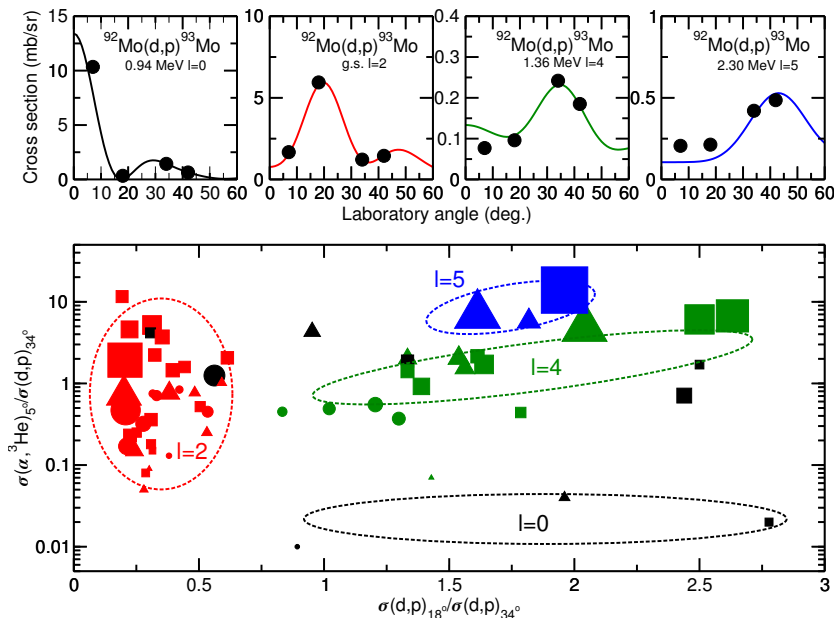 ⁹²Mo(d,p)⁹³Mo
0.94 MeV l=0
⁹²Mo(d,p)⁹³Mo
g.s. l=2
⁹²Mo(d,p)⁹³Mo
1.36 MeV l=4
⁹²Mo(d,p)⁹³Mo
2.30 MeV l=5
Cross section (mb/sr)
15
10
5
0
10
5
0
0.4
0.3
0.2
0.1
0
1
0.5
0
0 10 20 30 40 50 60
0 10 20 30 40 50 60
0 10 20 30 40 50 60
0 10 20 30 40 50 60
Laboratory angle (deg.)
σ(α,³He)₅º/σ(d,p)₃₄º
10
1
0.1
0.01
l=5
l=4
l=2
l=0
0 0.5 1 1.5 2 2.5 3
σ(d,p)₁₈º/σ(d,p)₃₄º